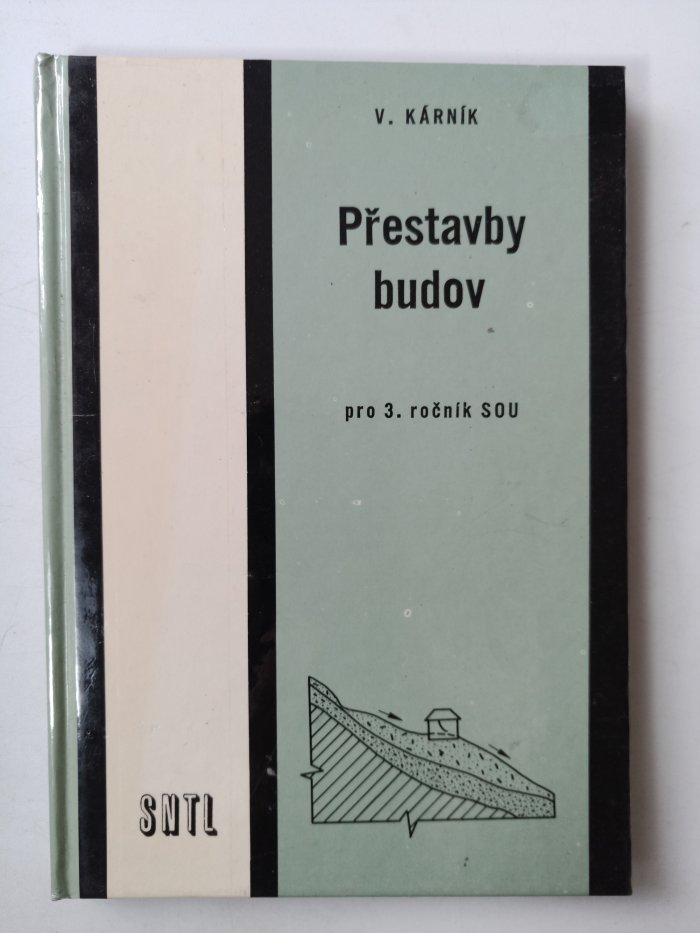 V. KÁRNÍK
Přestavby
budov
pro 3. ročník SOU
SNTL